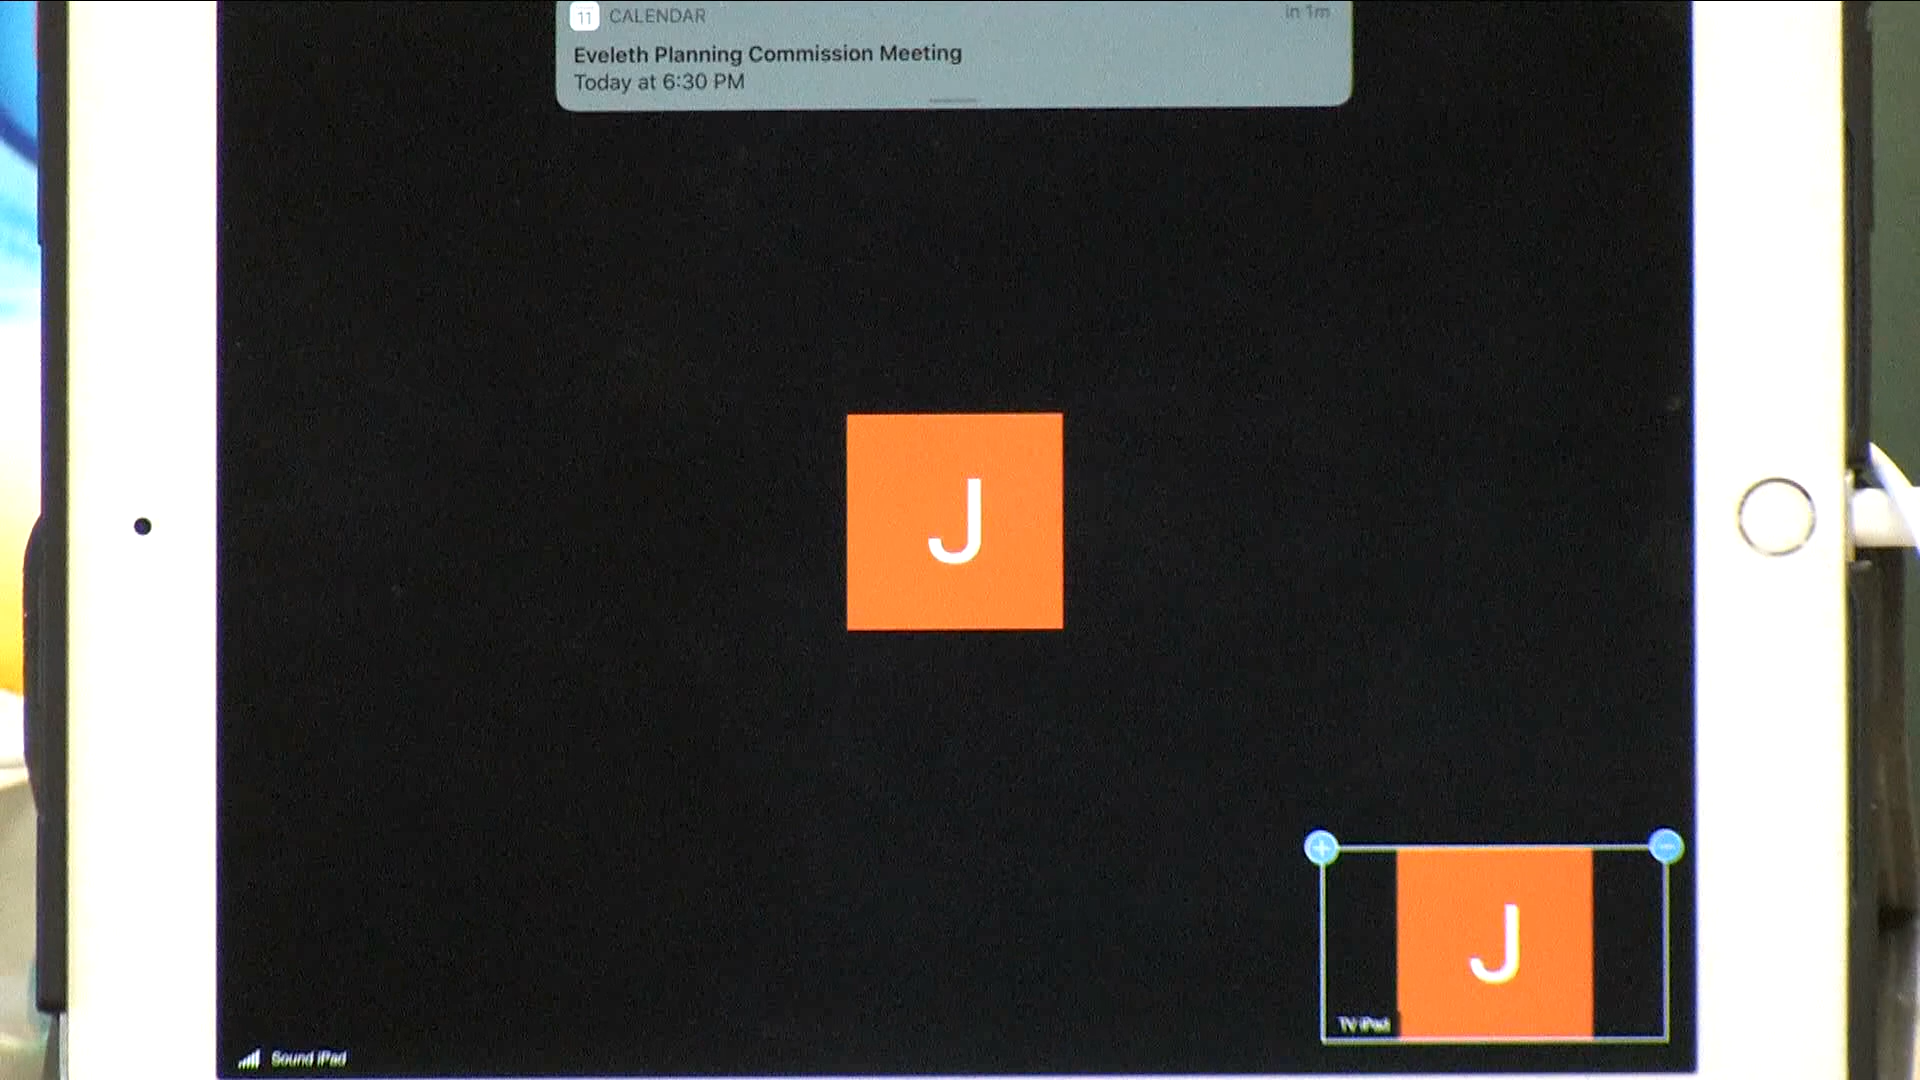 11 CALENDAR in 1m
Eveleth Planning Commission Meeting
Today at 6:30 PM
J
J
TV iPad
Sound iPad